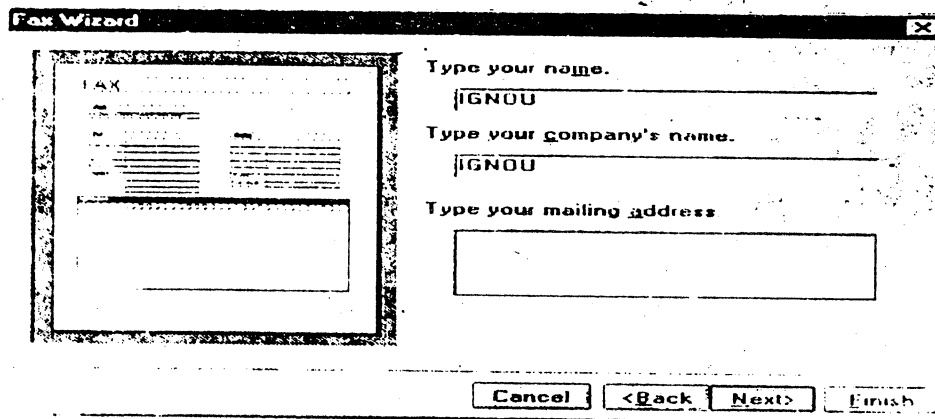 Fax Wizard
FAX
Type your name.
IGNOU
Type your company's name.
IGNOU
Type your mailing address
Cancel
<Back
Next>
Finish